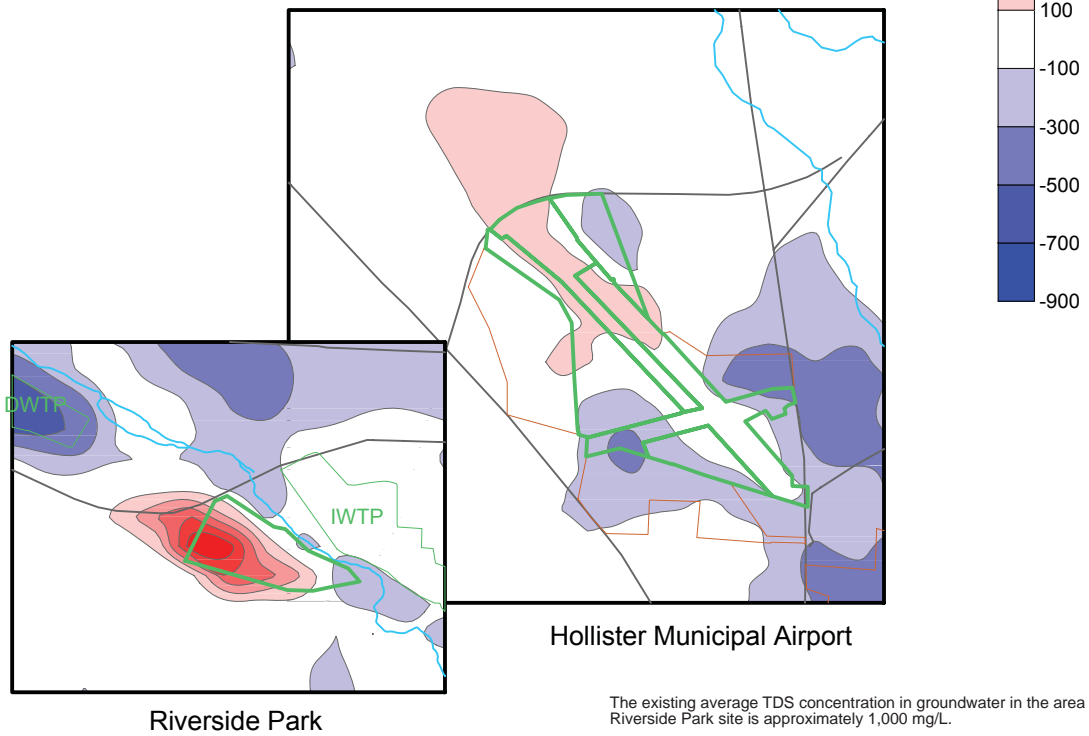 100
-100
-300
-500
-700
-900
DWTP
IWTP
Hollister Municipal Airport
Riverside Park
The existing average TDS concentration in groundwater in the area
Riverside Park site is approximately 1,000 mg/L.